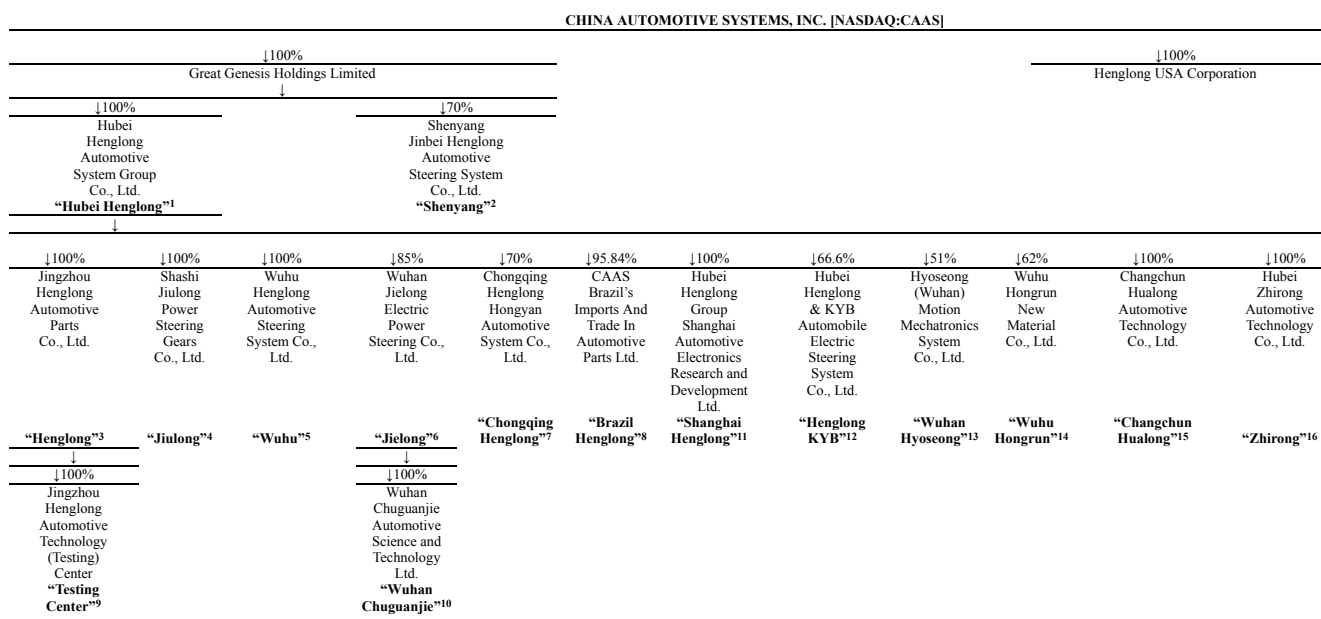 CHINA AUTOMOTIVE SYSTEMS, INC. [NASDAQ:CAAS]
↓100%
↓100%
Great Genesis Holdings Limited
Henglong USA Corporation
↓
↓100%
↓70%
Hubei
Henglong
Automotive
System Group
Co., Ltd.
“Hubei Henglong”1
Shenyang
Jinbei Henglong
Automotive
Steering System
Co., Ltd.
“Shenyang”2
↓
↓100%
Jingzhou
Henglong
Automotive
Parts
Co., Ltd.
“Henglong”3
↓100%
Shashi
Jiulong
Power
Steering
Gears
Co., Ltd.
“Jiulong”4
↓100%
Wuhu
Henglong
Automotive
Steering
System Co.,
Ltd.
“Wuhu”5
↓85%
Wuhan
Jielong
Electric
Power
Steering Co.,
Ltd.
“Jielong”6
↓70%
Chongqing
Henglong
Hongyan
Automotive
System Co.,
Ltd.
“Chongqing
Henglong”7
↓95.84%
CAAS
Brazil’s
Imports And
Trade In
Automotive
Parts Ltd.
“Brazil
Henglong”8
↓100%
Hubei
Henglong
Group
Shanghai
Automotive
Electronics
Research and
Development
Ltd.
“Shanghai
Henglong”11
↓66.6%
Hubei
Henglong
& KYB
Automobile
Electric
Steering
System
Co., Ltd.
“Henglong
KYB”12
↓51%
Hyoseong
(Wuhan)
Motion
Mechatronics
System
Co., Ltd.
“Wuhan
Hyoseong”13
↓62%
Wuhu
Hongrun
New
Material
Co., Ltd.
“Wuhu
Hongrun”14
↓100%
Changchun
Hualong
Automotive
Technology
Co., Ltd.
“Changchun
Hualong”15
↓100%
Hubei
Zhirong
Automotive
Technology
Co., Ltd.
“Zhirong”16
↓
↓100%
Jingzhou
Henglong
Automotive
Technology
(Testing)
Center
“Testing
Center”9
↓
↓100%
Wuhan
Chuguanjie
Automotive
Science and
Technology
Ltd.
“Wuhan
Chuguanjie”10